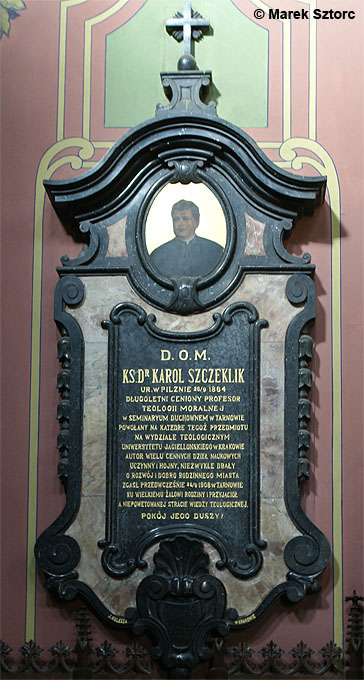 © Marek Sztorc
D. O. M.
KS. DR KAROL SZCZEKLIK
UR. W PILZNIE 26/9 1864
DŁUGOLETNI CENIONY PROFESOR
TEOLOGII MORALNEJ
W SEMINARYUM DUCHOWNEM W TARNOWIE
POWOŁANY NA KATEDRĘ TEGOŻ PRZEDMIOTU
NA WYDZIALE TEOLOGICZNYM
UNIWERSYTETU JAGIELLOŃSKIEGO W KRAKOWIE
AUTOR WIELU CENNYCH DZIEŁ NAUKOWYCH
UCZYNNY I HOJNY, NIEZWYKLE DBAŁY
O ROZWÓJ I DOBRO RODZINNEGO MIASTA
ZGASŁ PRZEDWCZEŚNIE 1908 W TARNOWIE
KU WIELKIEMU ŻALOWI RODZINY I PRZYJACIÓŁ
A NIEPOWETOWANEJ STRACIE WIEDZY TEOLOGICZNEJ.
POKÓJ JEGO DUSZY!
W KRAKOWIE